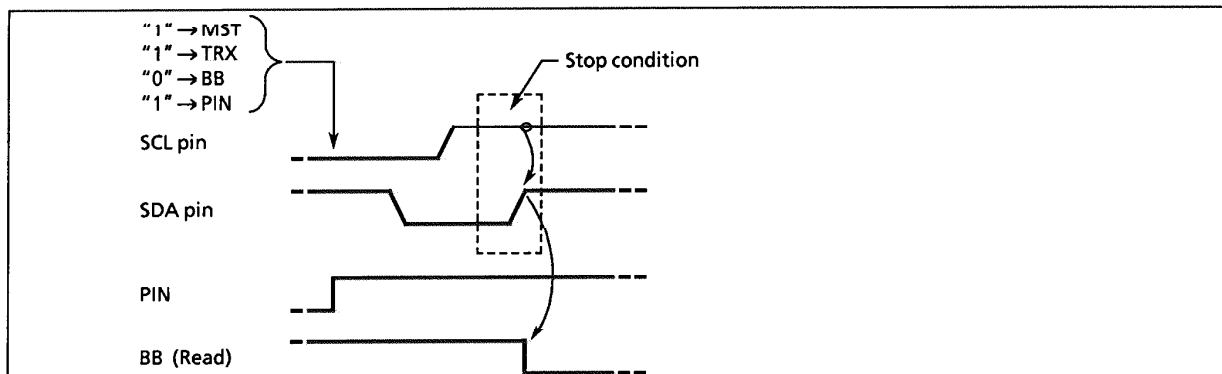 “1” → MST
“1” → TRX
“0” → BB
“1” → PIN
Stop condition
SCL pin
SDA pin
PIN
BB (Read)